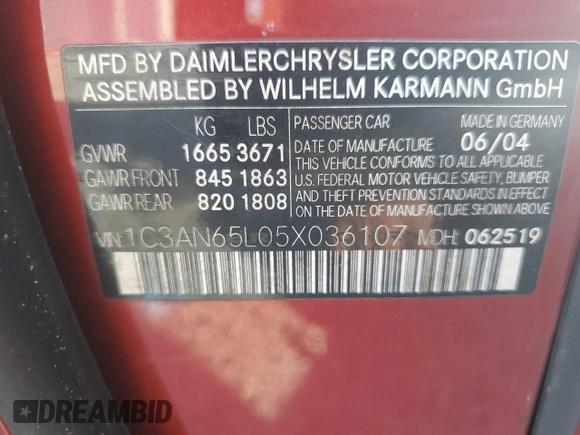 MFD BY DAIMLERCHRYSLER CORPORATION
ASSEMBLED BY WILHELM KARMANN GmbH
KG LBS PASSENGER CAR MADE IN GERMANY
DATE OF MANUFACTURE 06/04
GVWR 1665 3671 THIS VEHICLE CONFORMS TO ALL APPLICABLE
GAWR FRONT 845 1863 U.S. FEDERAL MOTOR VEHICLE SAFETY, BUMPER
GAWR REAR 820 1808 AND THEFT PREVENTION STANDARDS IN EFFECT
ON THE DATE OF MANUFACTURE SHOWN ABOVE.
VIN: 1C3AN65L05X036107 MDH: 062519
DREAMBID